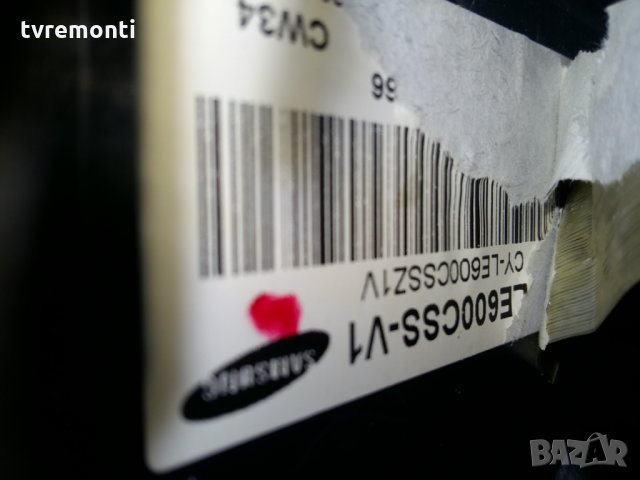 tvremonti
SAMSUNG
LE600CSS-V1
CY-LE600CSSZ1V
66
CW34
BAZAR